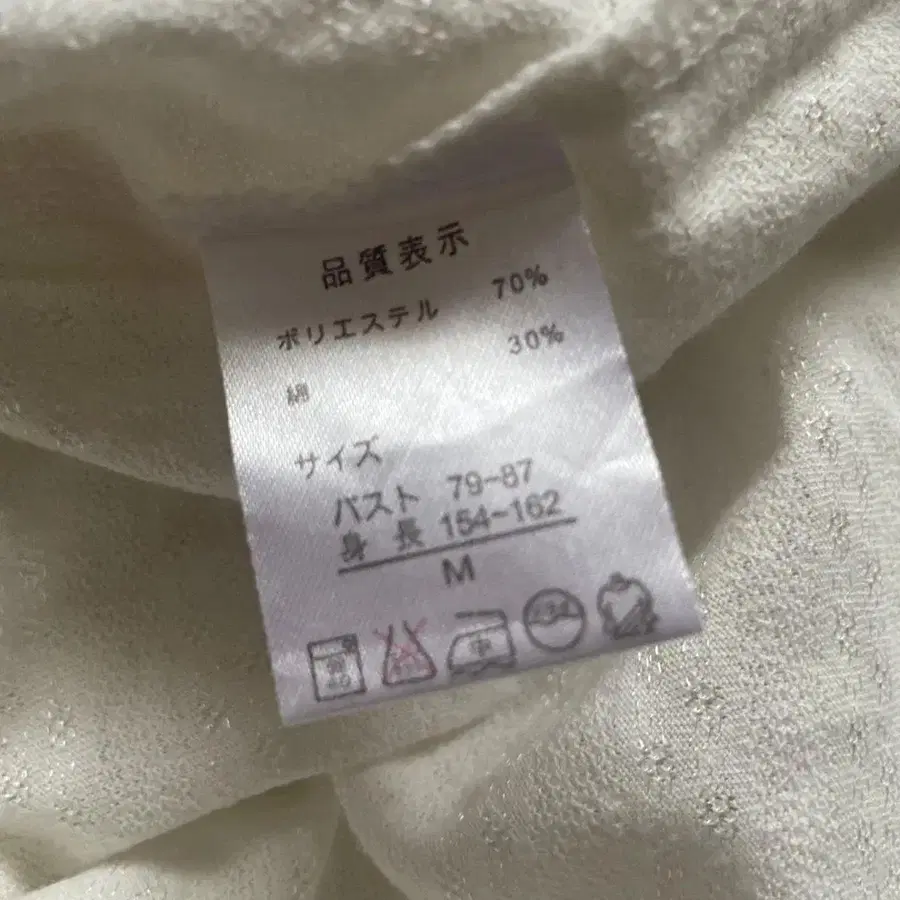 品質表示
ポリエステル 70%
綿 30%
サイズ
バスト 79-87
身長 154~162
M
中